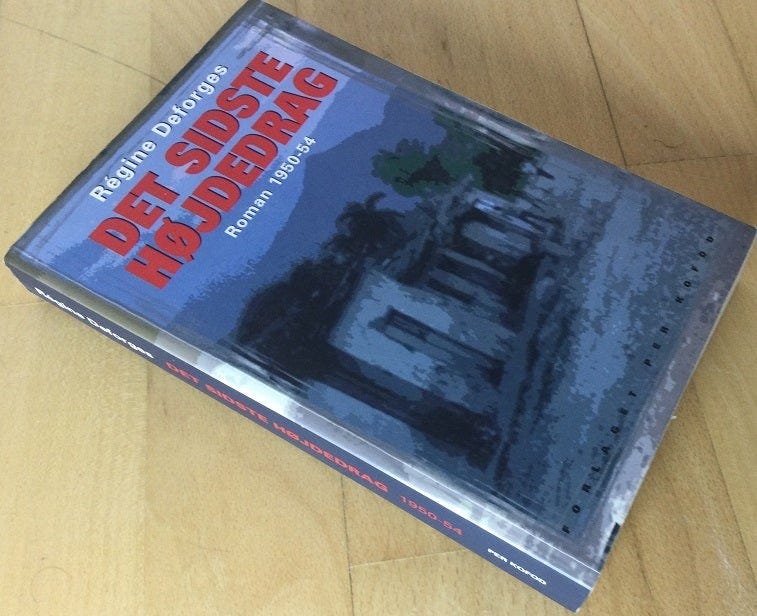 Régine Deforges
DET SIDSTE
HØJDEDRAG
Roman 1950-54
FORLAGET PER KOFOD
Régine Deforges DET SIDSTE HØJDEDRAG 1950-54 PER KOFOD